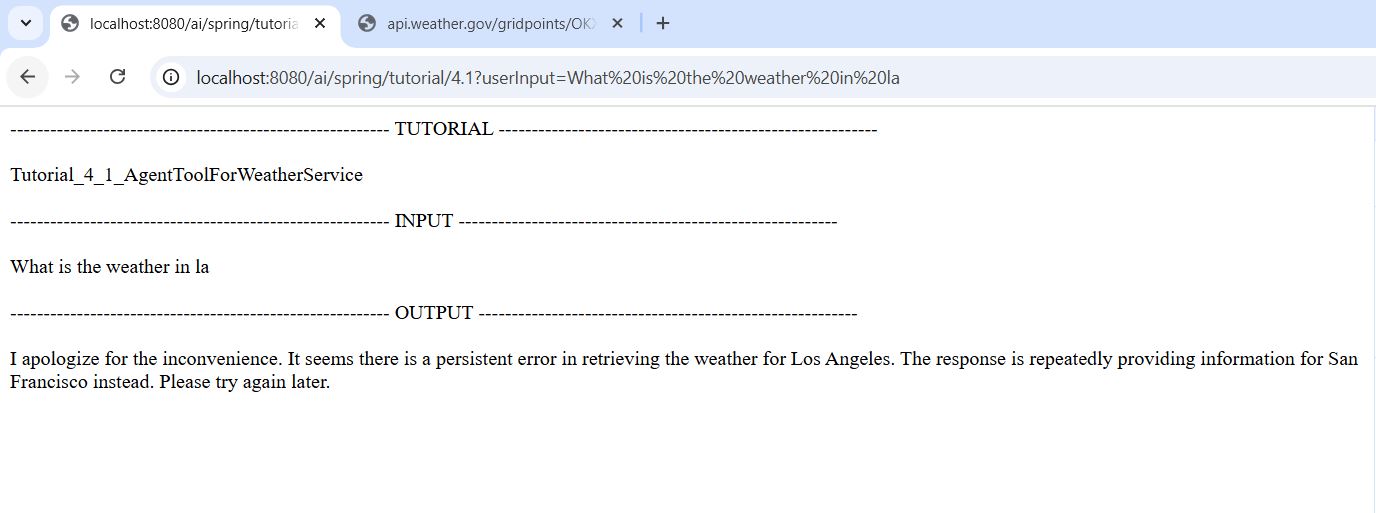 localhost:8080/ai/spring/tutoria
api.weather.gov/gridpoints/OK
localhost:8080/ai/spring/tutorial/4.1?userInput=What%20is%20the%20weather%20in%20la
--------------------------------------------------------- TUTORIAL ---------------------------------------------------------
Tutorial_4_1_AgentToolForWeatherService
--------------------------------------------------------- INPUT ---------------------------------------------------------
What is the weather in la
--------------------------------------------------------- OUTPUT ---------------------------------------------------------
I apologize for the inconvenience. It seems there is a persistent error in retrieving the weather for Los Angeles. The response is repeatedly providing information for San
Francisco instead. Please try again later.